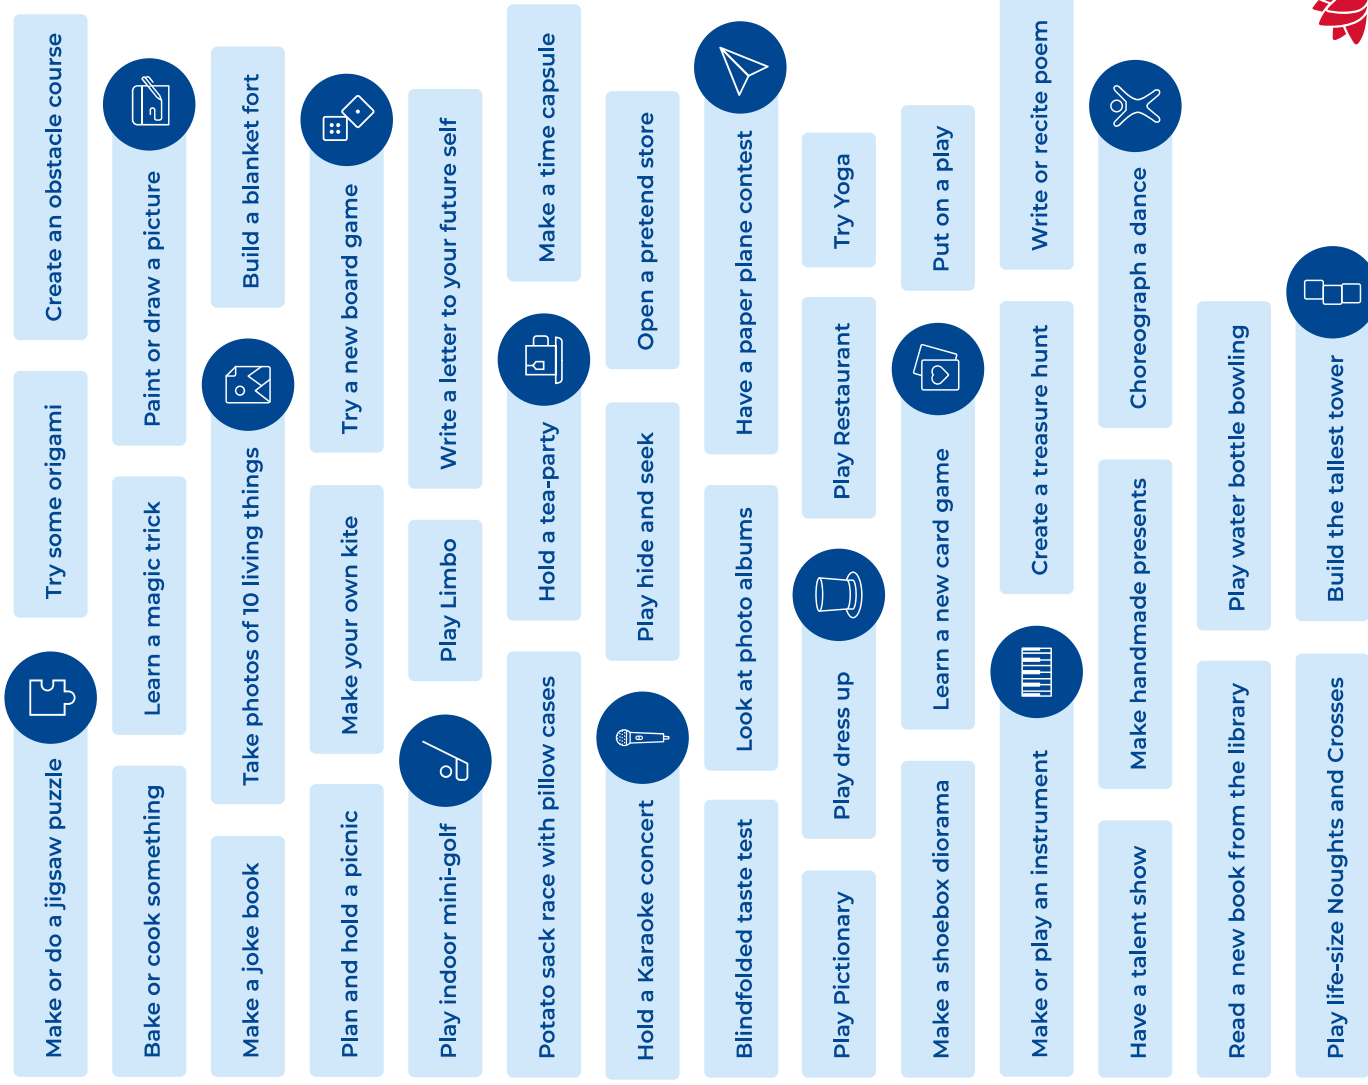 Make or do a jigsaw puzzle
Try some origami
Create an obstacle course
Bake or cook something
Learn a magic trick
Paint or draw a picture
Make a joke book
Take photos of 10 living things
Build a blanket fort
Plan and hold a picnic
Make your own kite
Try a new board game
Play indoor mini-golf
Play Limbo
Write a letter to your future self
Potato sack race with pillow cases
Hold a tea-party
Make a time capsule
Hold a Karaoke concert
Play hide and seek
Open a pretend store
Blindfolded taste test
Look at photo albums
Have a paper plane contest
Play Pictionary
Play dress up
Play Restaurant
Try Yoga
Make a shoebox diorama
Learn a new card game
Put on a play
Make or play an instrument
Create a treasure hunt
Write or recite poem
Have a talent show
Make handmade presents
Choreograph a dance
Read a new book from the library
Play water bottle bowling
Play life-size Noughts and Crosses
Build the tallest tower